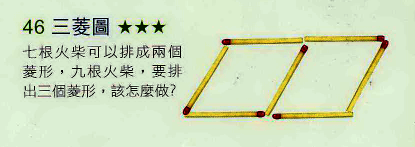 46 三菱圖 ★★★
七根火柴可以排成兩個
菱形，九根火柴，要排
出三個菱形，該怎麼做?